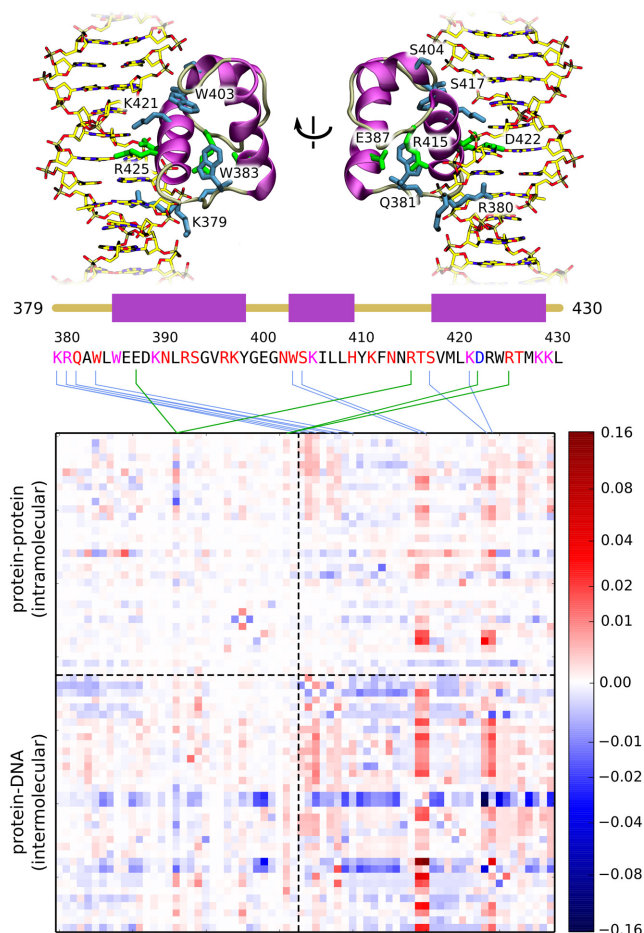 S404
W403
S417
K421
E387
R415
D422
R425
W383
Q381
R380
K379
379
430
380 390 400 410 420 430
KRQAWLWEEDKNLRSGVRKYGEGNWSKILLHYKFNNRTSVMLKDRWRTMKKL
protein-protein
(intramolecular)
protein-DNA
(intermolecular)
0.16
0.08
0.04
0.02
0.01
0.00
−0.01
−0.02
−0.04
−0.08
−0.16